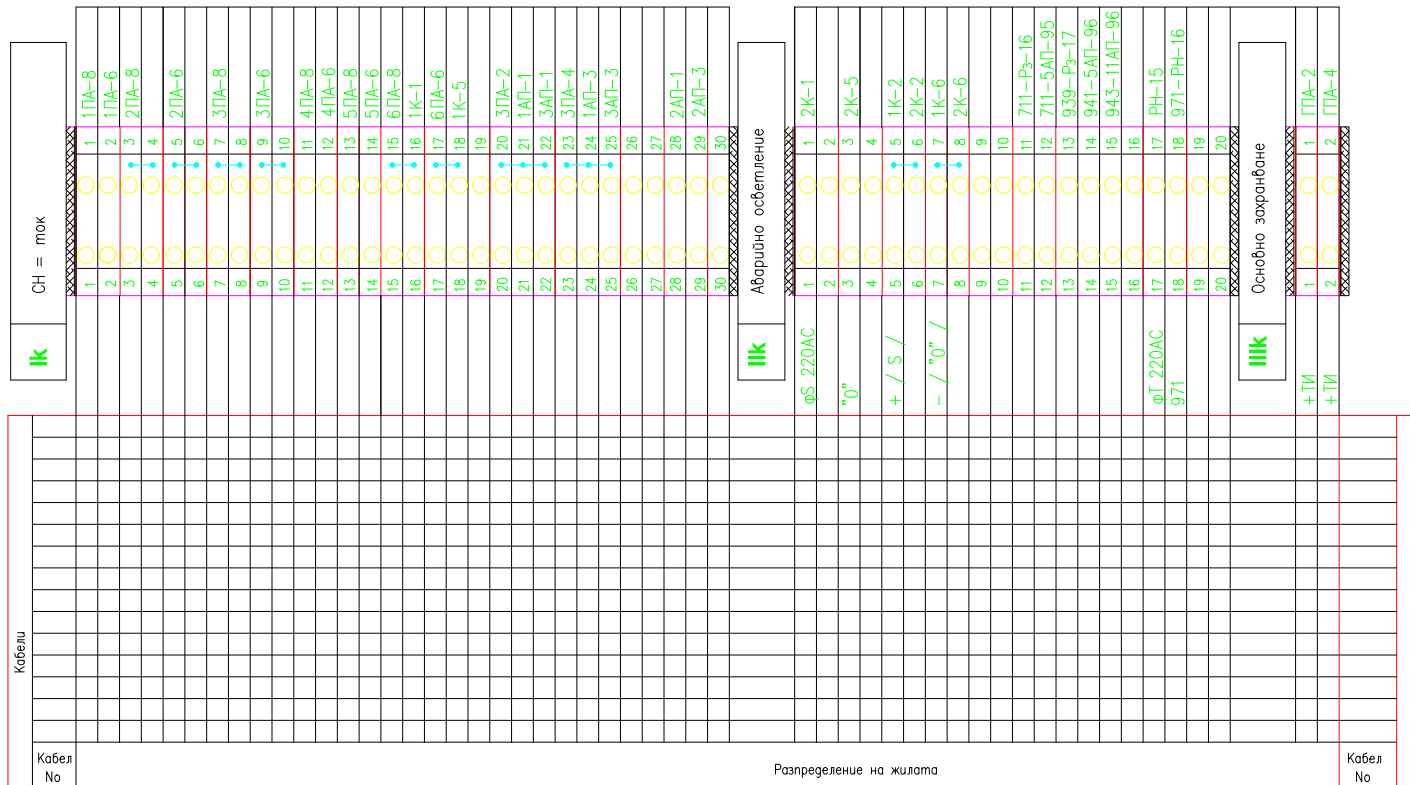 Ik
СН = ток
1ПА-8
1ПА-6
2ПА-8
2ПА-6
3ПА-8
3ПА-6
4ПА-8
4ПА-6
5ПА-8
5ПА-6
6ПА-8
1К-1
6ПА-6
1К-5
3ПА-2
1АП-1
3АП-1
3ПА-4
1АП-3
3АП-3
2АП-1
2АП-3
1 2 3 4 5 6 7 8 9 10 11 12 13 14 15 16 17 18 19 20 21 22 23 24 25 26 27 28 29 30
1 2 3 4 5 6 7 8 9 10 11 12 13 14 15 16 17 18 19 20 21 22 23 24 25 26 27 28 29 30
IIk
Аварийно осветление
2К-1
2К-5
1К-2
2К-2
1К-6
2К-6
711-Рз-16
711-5АП-95
939-Рз-17
941-5АП-96
943-11АП-96
РН-15
971-РН-16
1 2 3 4 5 6 7 8 9 10 11 12 13 14 15 16 17 18 19 20
1 2 3 4 5 6 7 8 9 10 11 12 13 14 15 16 17 18 19 20
φS 220АС
"0"
+ / S /
- / "0" /
φТ 220АС
971
IIIk
Основно захранване
ГПА-2
ГПА-4
1 2
1 2
+ТИ
+ТИ
Кабели
Кабел
No
Разпределение на жилата
Кабел
No